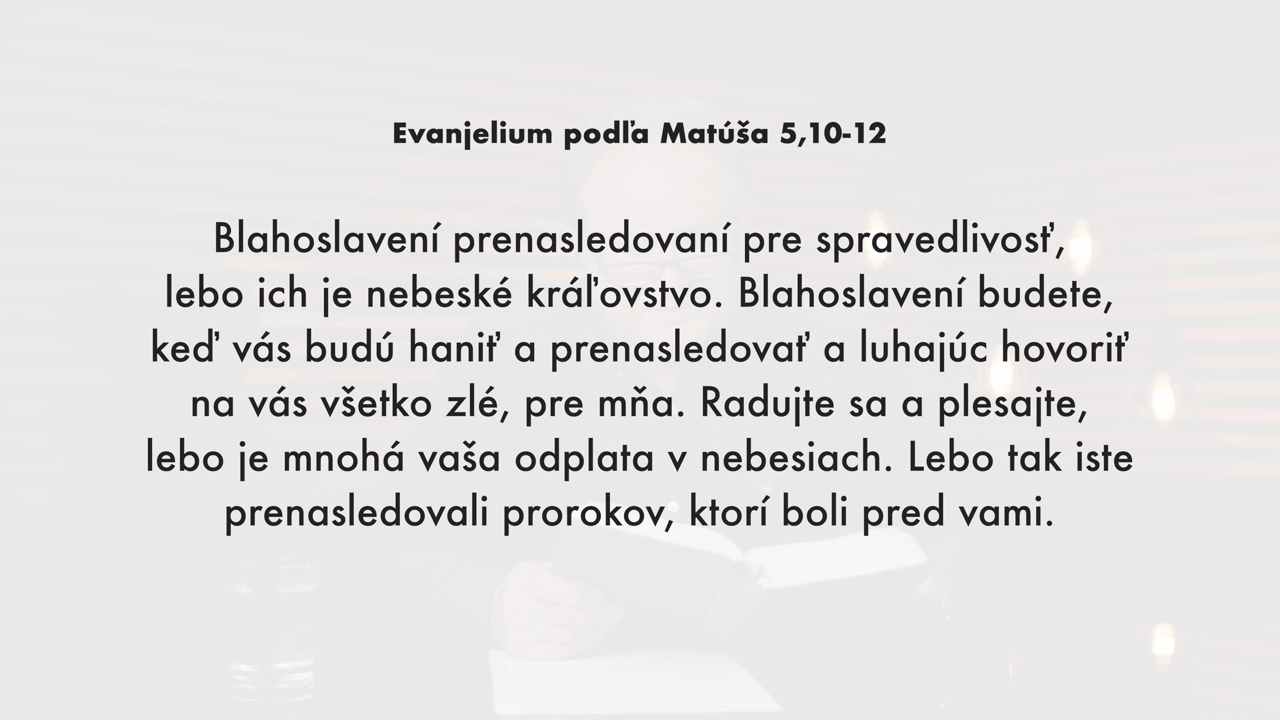 Evanjelium podľa Matúša 5,10-12
Blahoslavení prenasledovaní pre spravedlivosť,
lebo ich je nebeské kráľovstvo. Blahoslavení budete,
keď vás budú haniť a prenasledovať a luhajúc hovoriť
na vás všetko zlé, pre mňa. Radujte sa a plesajte,
lebo je mnohá vaša odplata v nebesiach. Lebo tak iste
prenasledovali prorokov, ktorí boli pred vami.